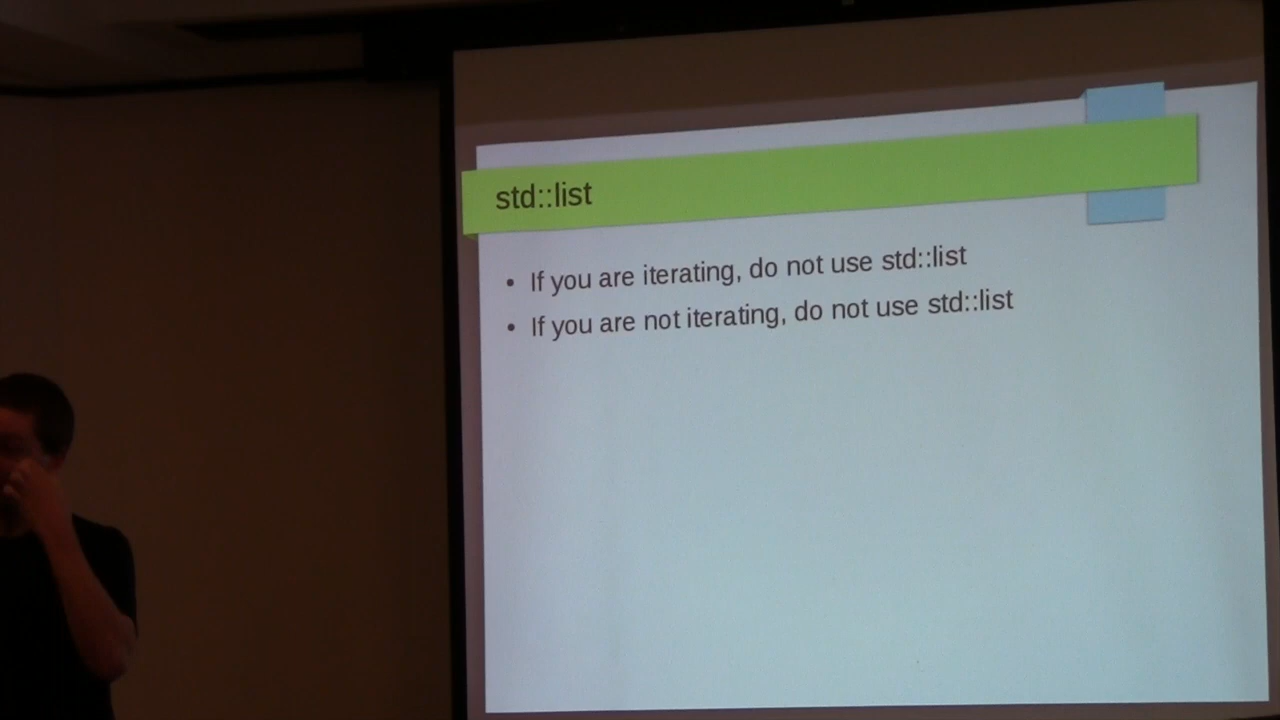 std::list
• If you are iterating, do not use std::list
• If you are not iterating, do not use std::list